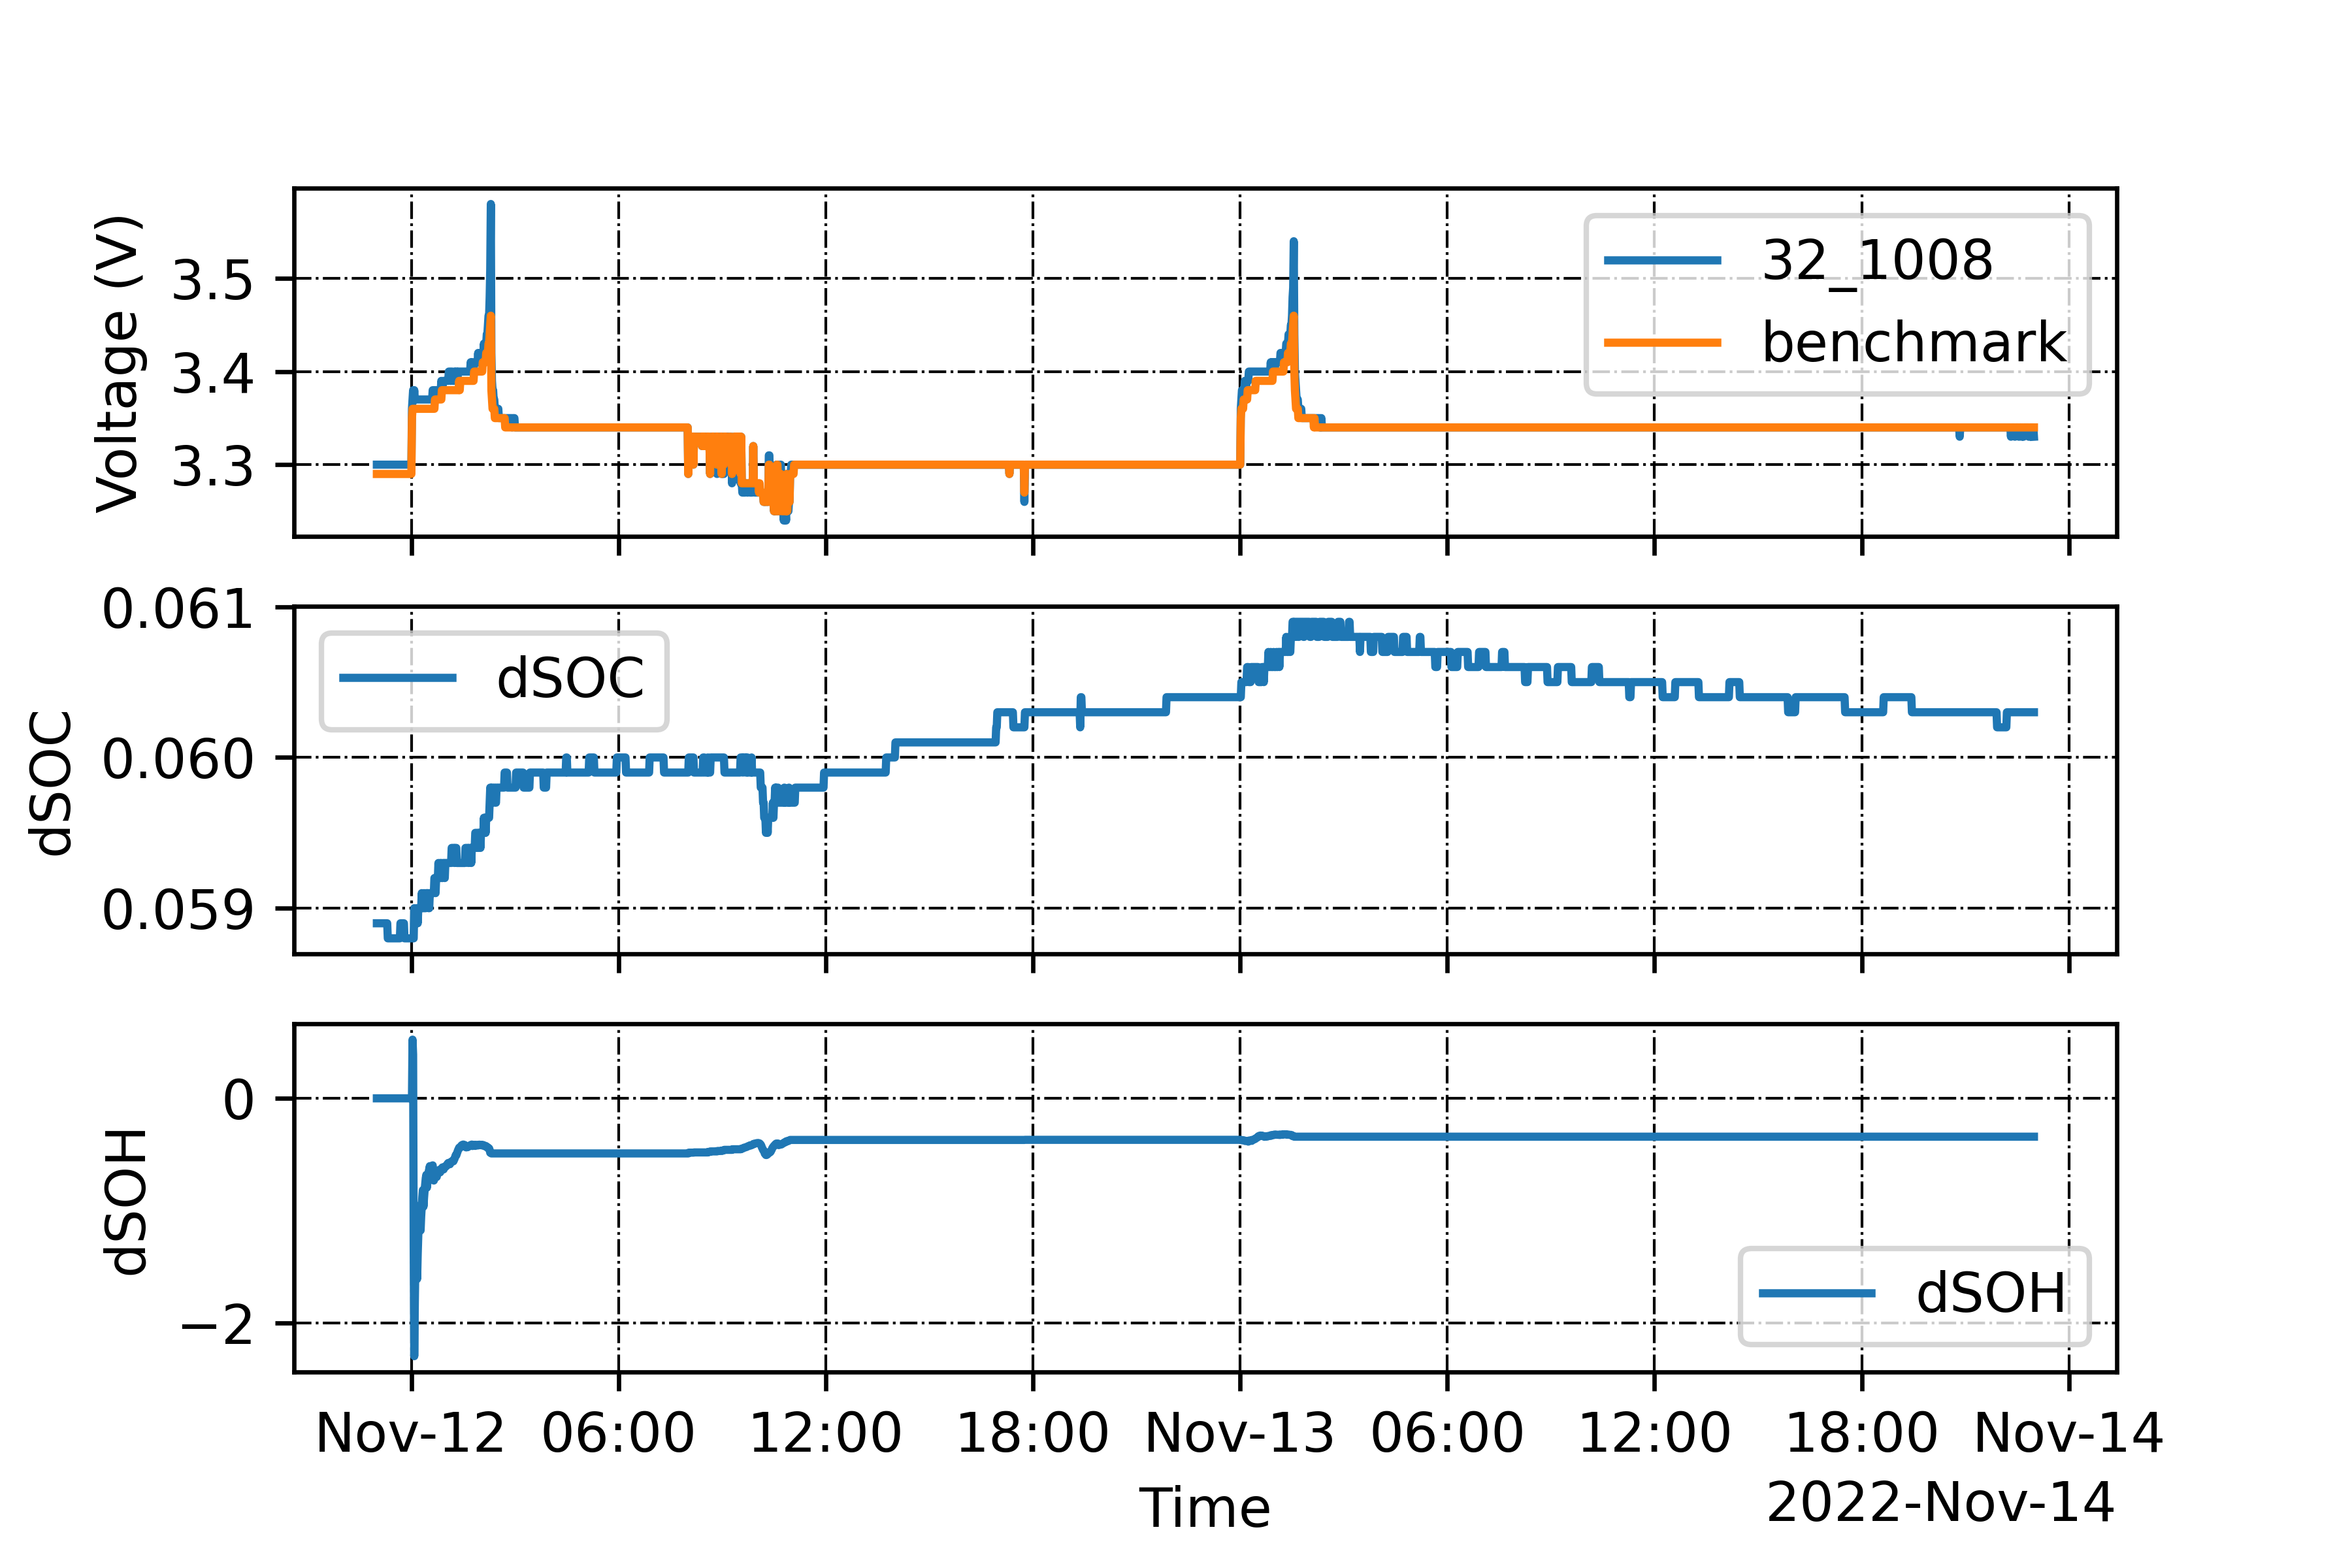 Voltage (V)
3.5
3.4
3.3
32_1008
benchmark
dSOC
0.061
0.060
0.059
dSOC
dSOH
0
−2
dSOH
Nov-12 06:00 12:00 18:00 Nov-13 06:00 12:00 18:00 Nov-14
Time
2022-Nov-14